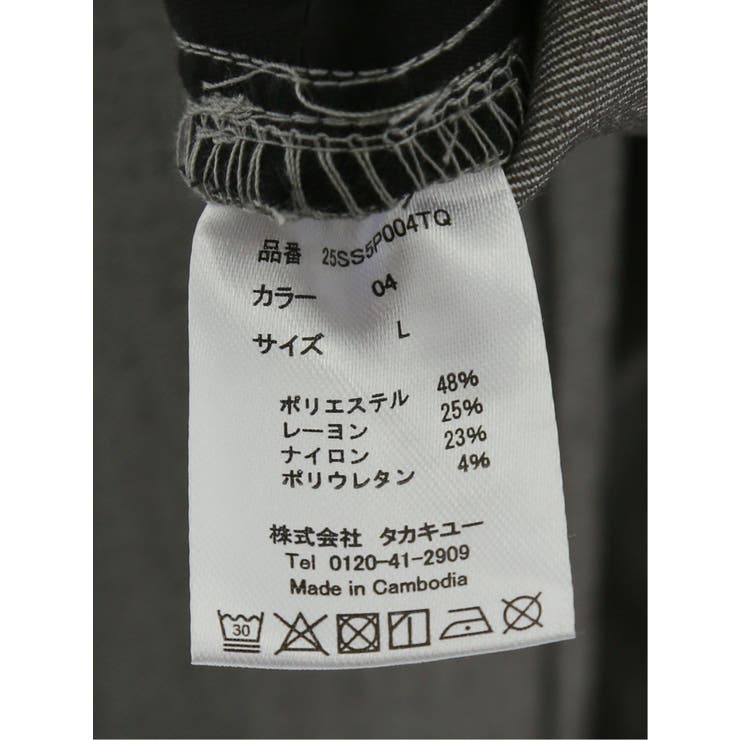 品番 25SS5P004TQ
カラー 04
サイズ L
ポリエステル 48%
レーヨン 25%
ナイロン 23%
ポリウレタン 4%
株式会社 タカキユー
Tel 0120-41-2909
Made in Cambodia
30